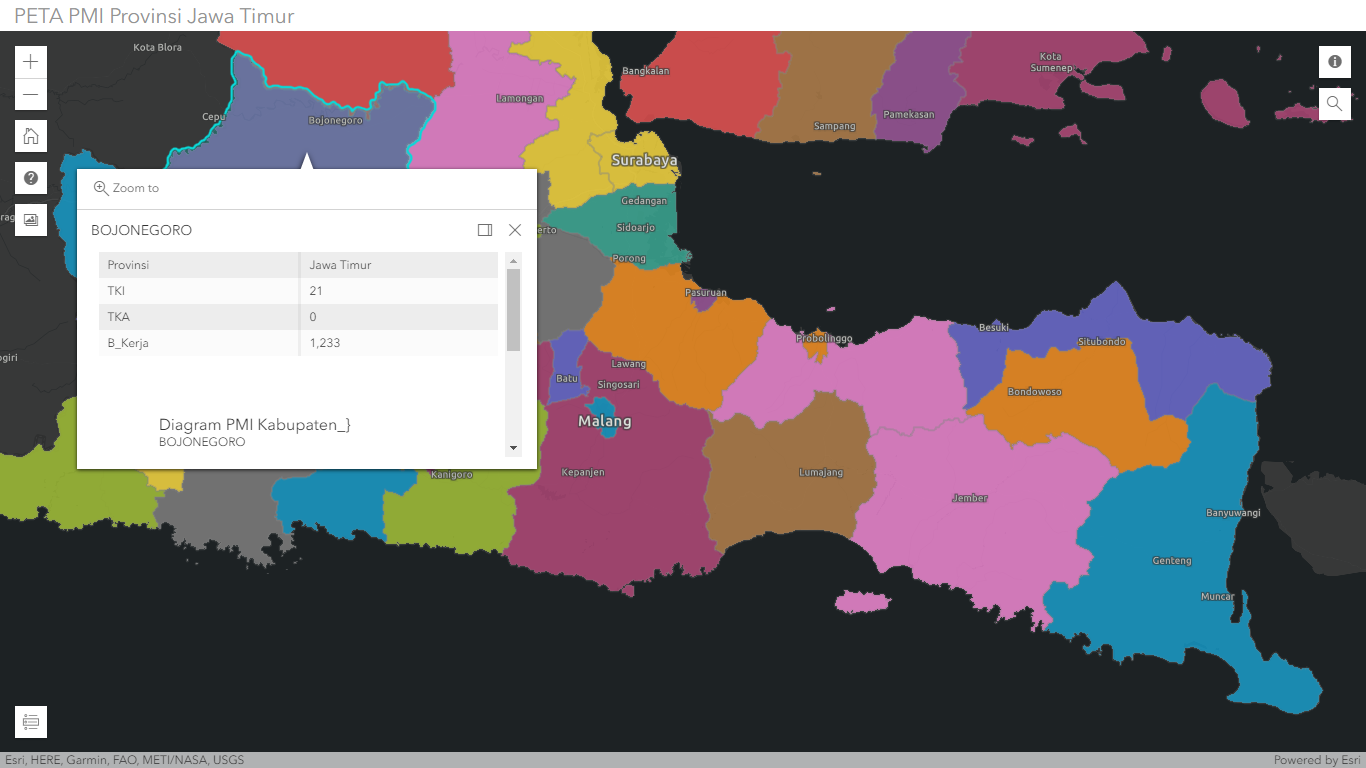 PETA PMI Provinsi Jawa Timur
Kota Blora
Cepu
Bojonegoro
Lamongan
Bangkalan
Sampang
Pamekasan
Kota
Sumenep
Surabaya
Gedangan
Sidoarjo
Porong
erto
Pasuruan
Probolinggo
Besuki
Situbondo
Bondowoso
Lawang
Singosari
Batu
Malang
Kepanjen
Kanigoro
Lumajang
Jember
Banyuwangi
Genteng
Muncar
ogiri
Zoom to
BOJONEGORO
Provinsi Jawa Timur
TKI 21
TKA 0
B_Kerja 1,233
Diagram PMI Kabupaten_}
BOJONEGORO
Esri, HERE, Garmin, FAO, METI/NASA, USGS
Powered by Esri